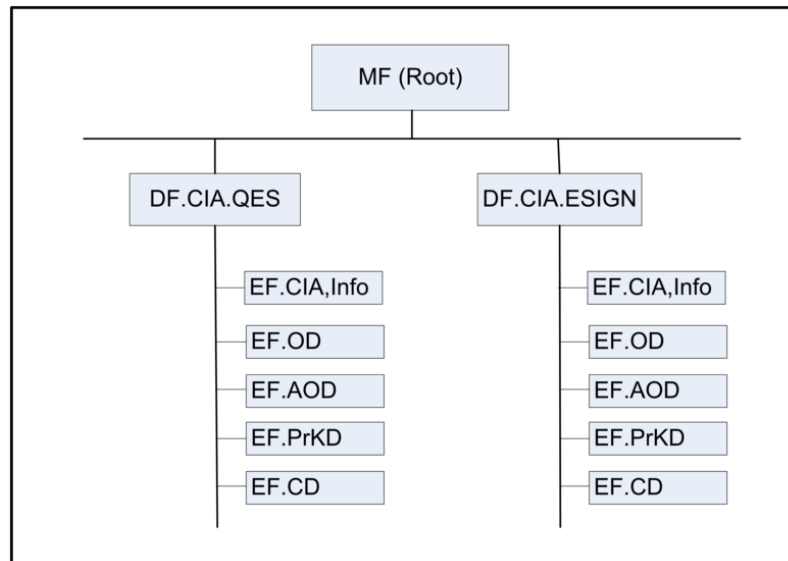 MF (Root)
DF.CIA.QES
DF.CIA.ESIGN
EF.CIA,Info
EF.OD
EF.AOD
EF.PrKD
EF.CD
EF.CIA,Info
EF.OD
EF.AOD
EF.PrKD
EF.CD